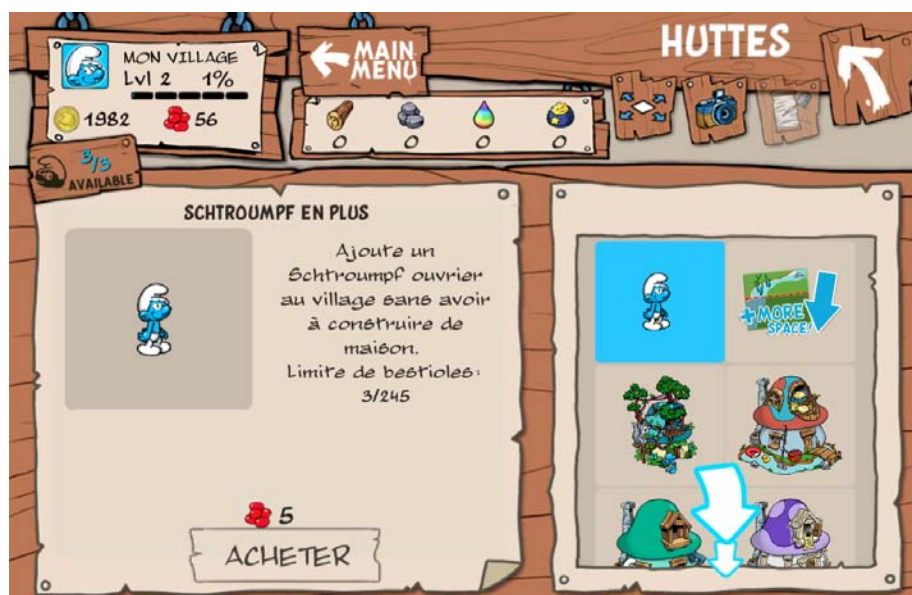 MON VILLAGE
Lvl 2 1%
1982 56
3/3
AVAILABLE
MAIN
MENU
0 0 0 0
HUTTES
SCHTROUMPF EN PLUS
Ajoute un
Schtroumpf ouvrier
au village sans avoir
à construire de
maison.
Limite de bestioles:
3/245
5
ACHETER
+MORE
SPACE!